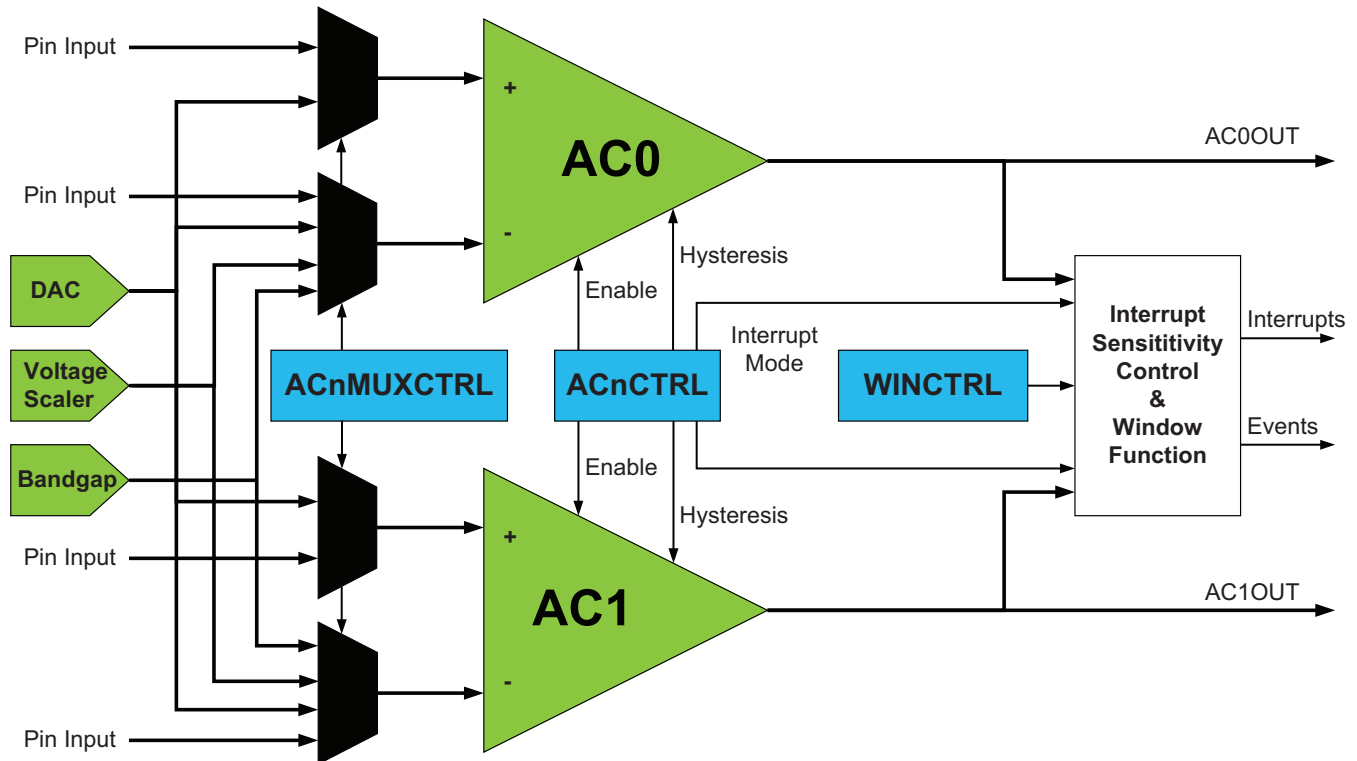 Pin Input
+
AC0
AC0OUT
Pin Input
-
Hysteresis
DAC
Enable
Interrupt
Sensititivity
Control
&
Window
Function
Interrupts
Interrupt
Mode
Voltage
Scaler
ACnMUXCTRL
ACnCTRL
WINCTRL
Events
Bandgap
Enable
Hysteresis
Pin Input
+
AC1
AC1OUT
-
Pin Input